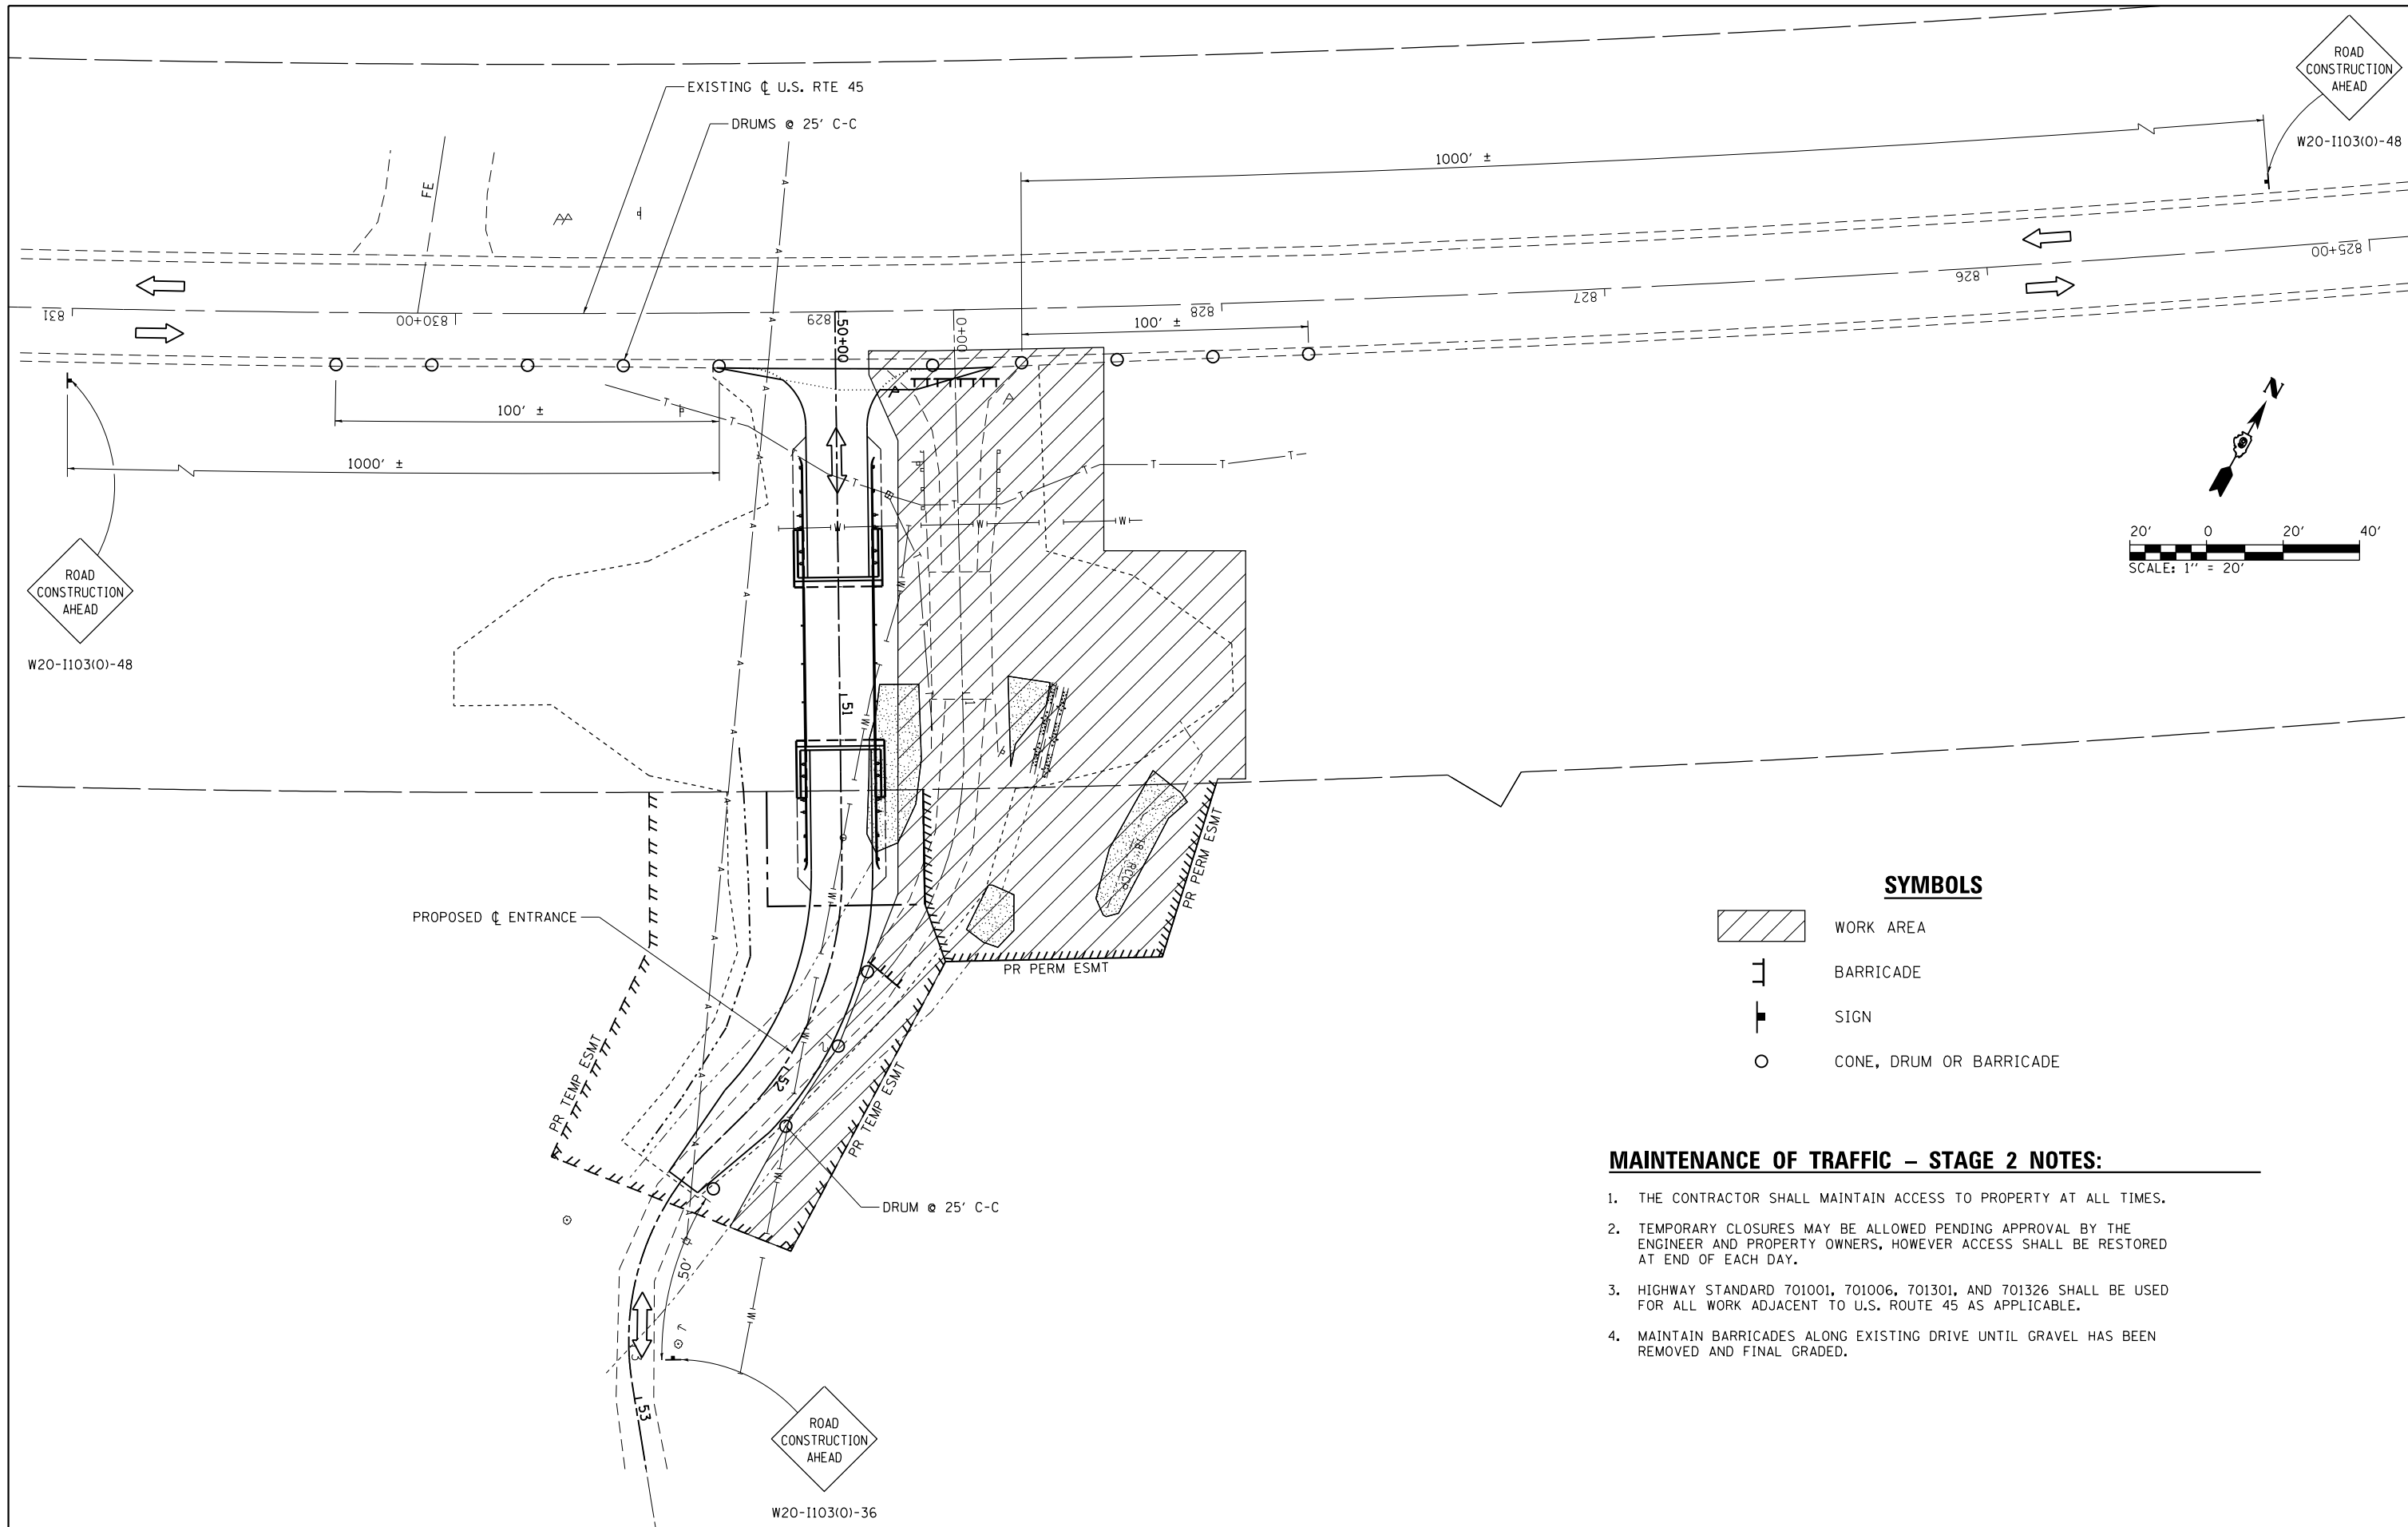 ROAD
CONSTRUCTION
AHEAD
W20-I103(0)-48
EXISTING ℄ U.S. RTE 45
DRUMS @ 25' C-C
1000' ±
FE
831
830+00
829
50+00
0+00
828
827
826
825+00
100' ±
100' ±
1000' ±
N
20' 0 20' 40'
SCALE: 1'' = 20'
ROAD
CONSTRUCTION
AHEAD
W20-I103(0)-48
51
1
PROPOSED ℄ ENTRANCE
PR PERM ESMT
PR PERM ESMT
52
2
PR TEMP ESMT
PR TEMP ESMT
DRUM @ 25' C-C
50'
3
53
ROAD
CONSTRUCTION
AHEAD
W20-I103(0)-36
SYMBOLS
WORK AREA
BARRICADE
SIGN
CONE, DRUM OR BARRICADE
MAINTENANCE OF TRAFFIC – STAGE 2 NOTES:
1. THE CONTRACTOR SHALL MAINTAIN ACCESS TO PROPERTY AT ALL TIMES.
2. TEMPORARY CLOSURES MAY BE ALLOWED PENDING APPROVAL BY THE
ENGINEER AND PROPERTY OWNERS, HOWEVER ACCESS SHALL BE RESTORED
AT END OF EACH DAY.
3. HIGHWAY STANDARD 701001, 701006, 701301, AND 701326 SHALL BE USED
FOR ALL WORK ADJACENT TO U.S. ROUTE 45 AS APPLICABLE.
4. MAINTAIN BARRICADES ALONG EXISTING DRIVE UNTIL GRAVEL HAS BEEN
REMOVED AND FINAL GRADED.